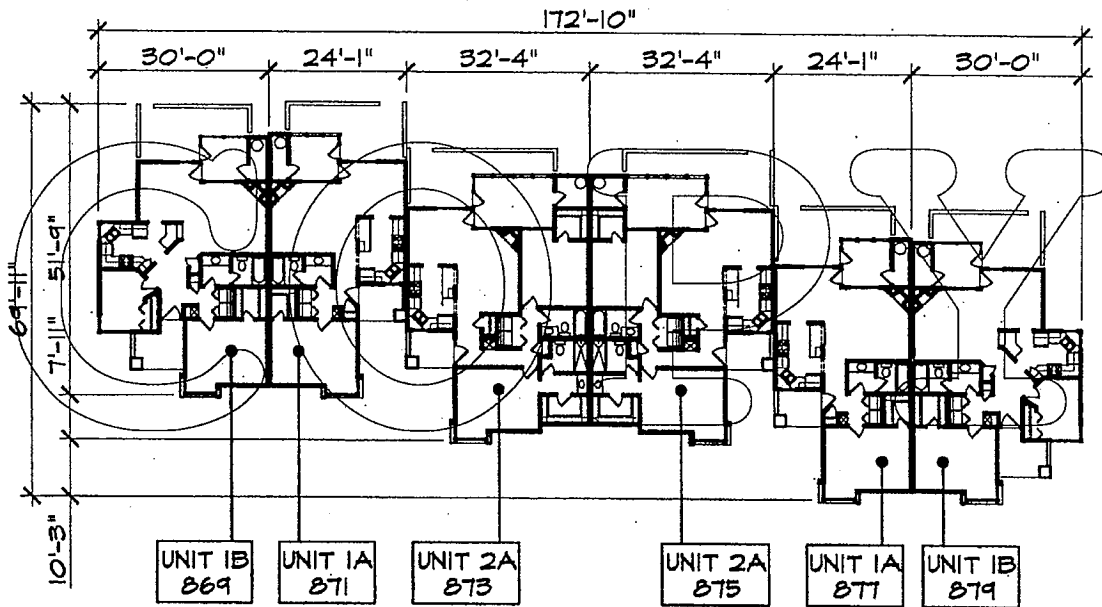 172'-10"
30'-0"
24'-1"
32'-4"
32'-4"
24'-1"
30'-0"
69'-11"
51'-9"
7'-11"
10'-3"
UNIT 1B
869
UNIT 1A
871
UNIT 2A
873
UNIT 2A
875
UNIT 1A
877
UNIT 1B
879